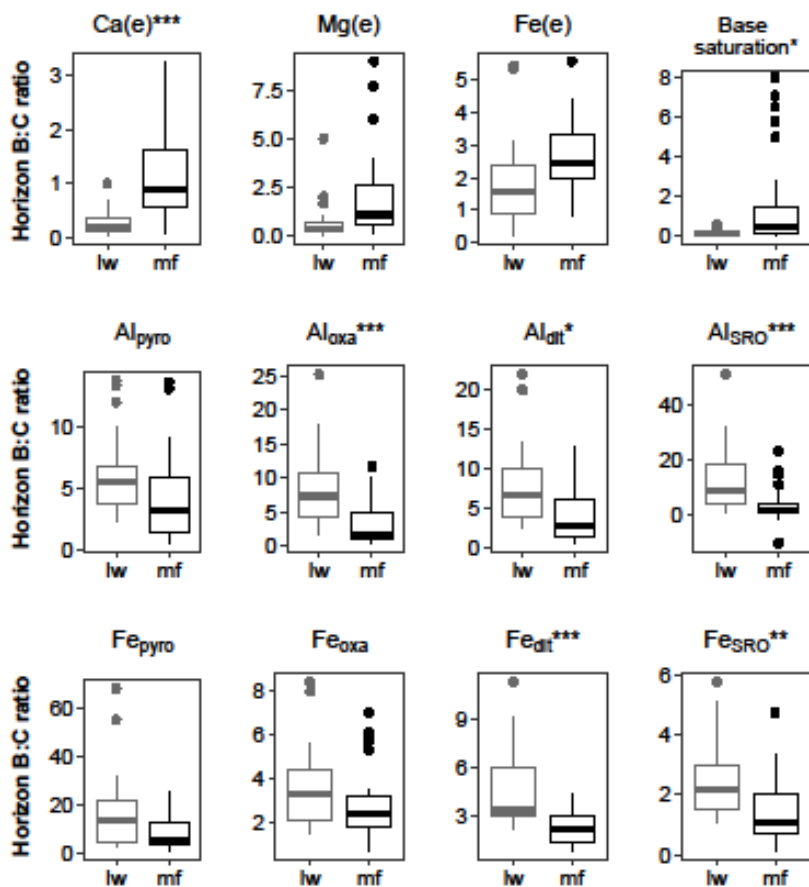 Ca(e)*** Mg(e) Fe(e) Base saturation*
Horizon B:C ratio
3 2 1 0
7.5 5.0 2.5 0.0
5 4 3 2 1 0
8 6 4 2 0
lw mf lw mf lw mf lw mf
Alpyro Aloxa*** Aldit* AlSRO***
Horizon B:C ratio
10 5 0
25 20 15 10 5 0
20 15 10 5 0
40 20 0
lw mf lw mf lw mf lw mf
Fepyro Feoxa Fedit*** FeSRO**
Horizon B:C ratio
60 40 20 0
8 6 4 2
9 6 3
6 4 2 0
lw mf lw mf lw mf lw mf